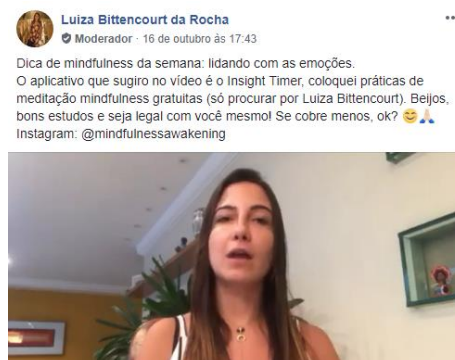 Luiza Bittencourt da Rocha
Moderador · 16 de outubro às 17:43
Dica de mindfulness da semana: lidando com as emoções.
O aplicativo que sugiro no vídeo é o Insight Timer, coloquei práticas de
meditação mindfulness gratuitas (só procurar por Luiza Bittencourt). Beijos,
bons estudos e seja legal com você mesmo! Se cobre menos, ok? 😊🙏🏻
Instagram: @mindfulnessawakening